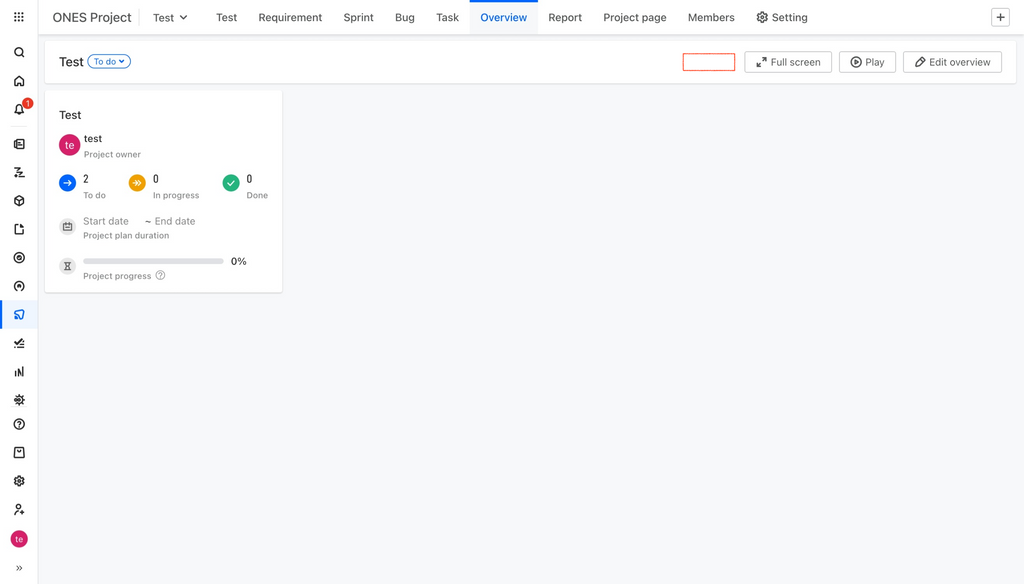 ONES Project
Test
Test
Requirement
Sprint
Bug
Task
Overview
Report
Project page
Members
Setting
1
Test
To do
Full screen
Play
Edit overview
Test
te
test
Project owner
2
To do
0
In progress
0
Done
Start date ~ End date
Project plan duration
0%
Project progress
te